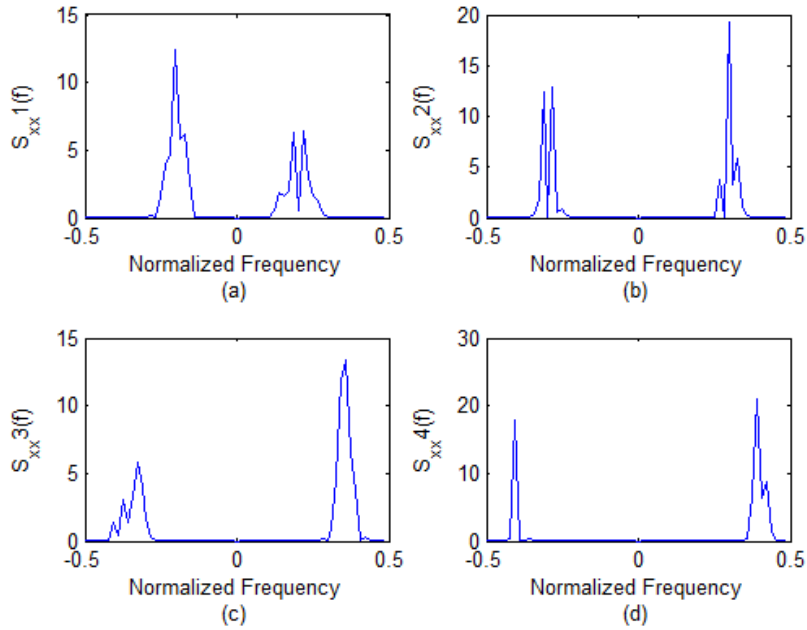 15
10
5
0
S_xx1(f)
-0.5 0 0.5
Normalized Frequency
(a)
20
15
10
5
0
S_xx2(f)
-0.5 0 0.5
Normalized Frequency
(b)
15
10
5
0
S_xx3(f)
-0.5 0 0.5
Normalized Frequency
(c)
30
20
10
0
S_xx4(f)
-0.5 0 0.5
Normalized Frequency
(d)